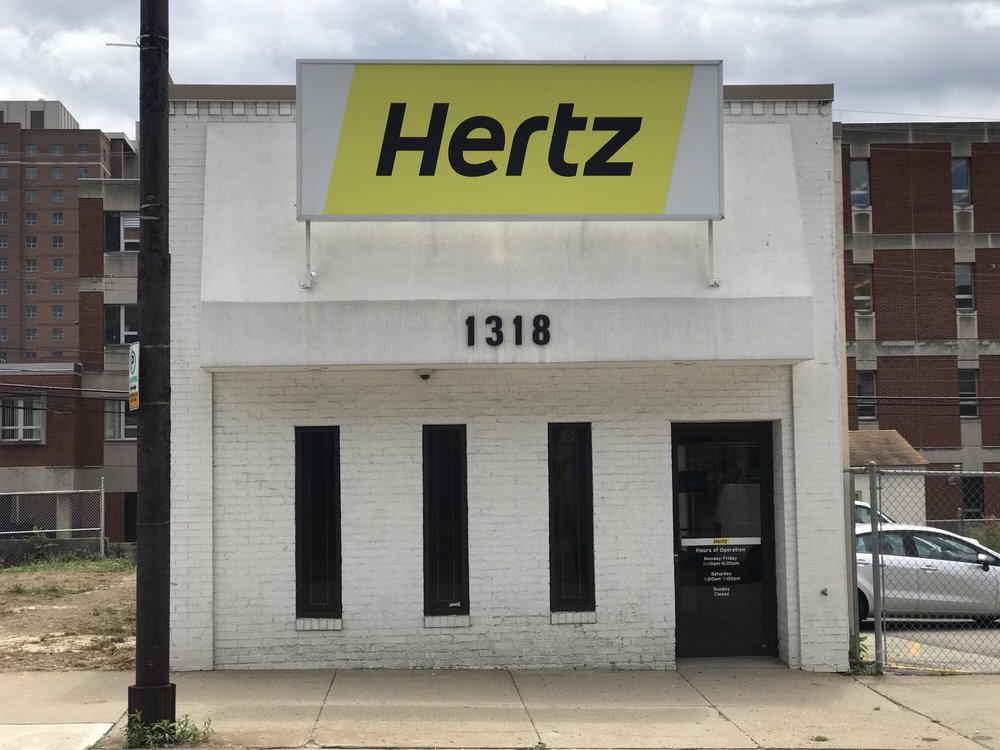 Hertz
1318
Hertz
Hours of Operation
Monday-Friday
Saturday
Sunday
Closed